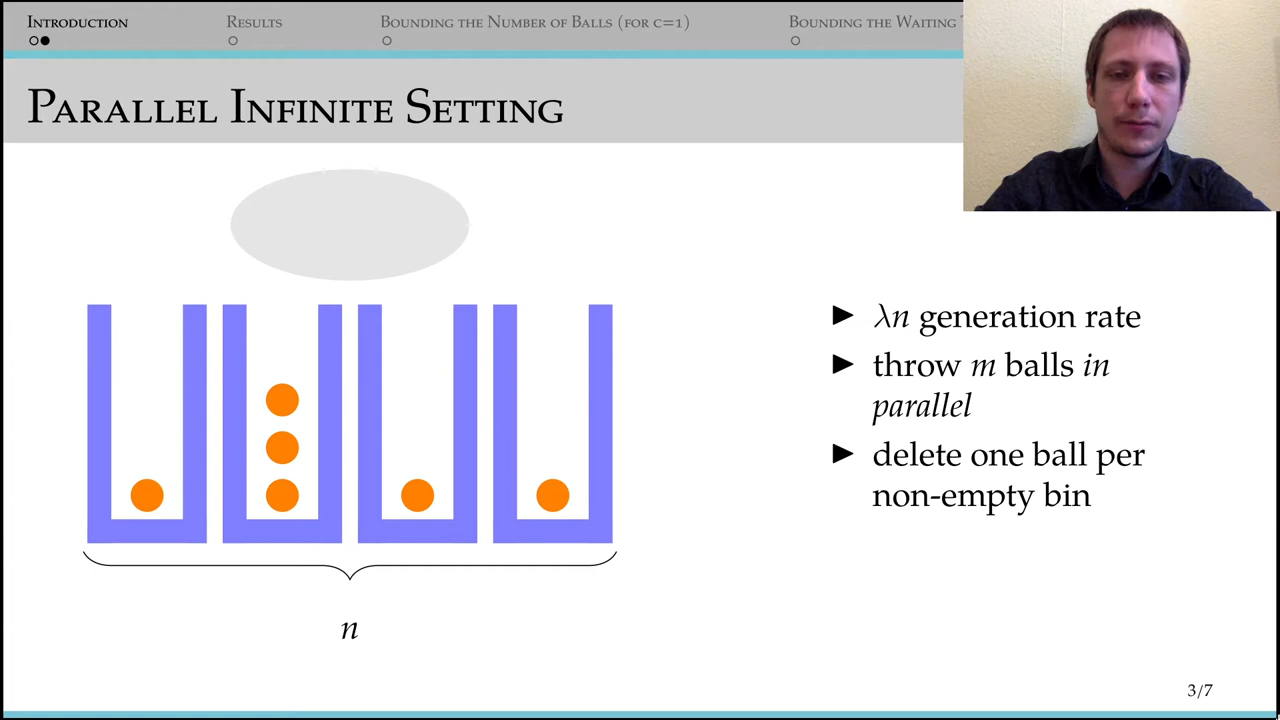 Introduction
Results
Bounding the Number of Balls (for c=1)
Bounding the Waiting
Parallel Infinite Setting
► λn generation rate
► throw m balls in
parallel
► delete one ball per
non-empty bin
n
3/7